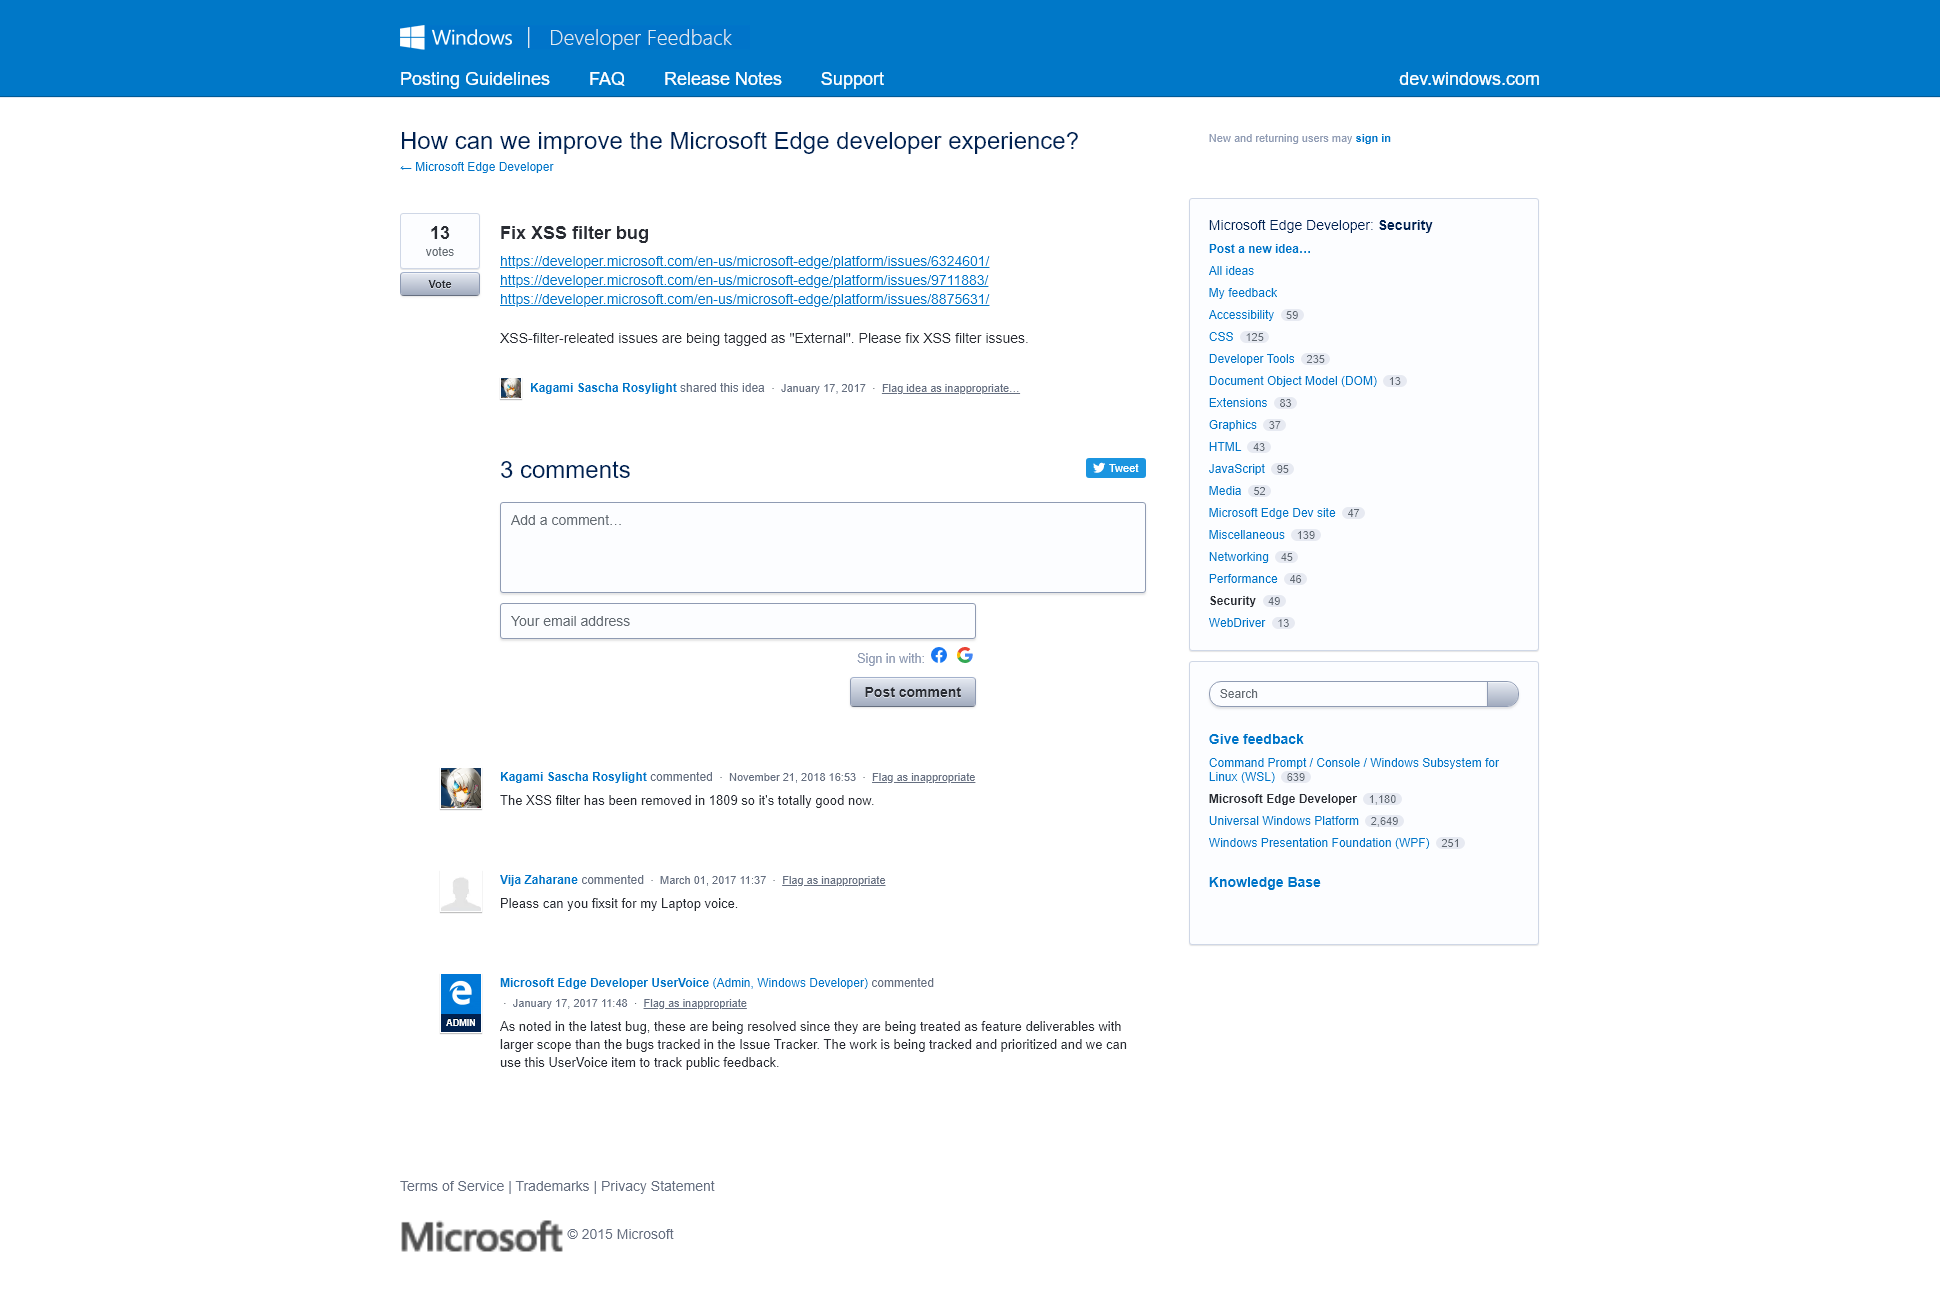 Windows | Developer Feedback
Posting Guidelines FAQ Release Notes Support dev.windows.com
How can we improve the Microsoft Edge developer experience?
← Microsoft Edge Developer
New and returning users may sign in
13
votes
Vote
Fix XSS filter bug
https://developer.microsoft.com/en-us/microsoft-edge/platform/issues/6324601/
https://developer.microsoft.com/en-us/microsoft-edge/platform/issues/9711883/
https://developer.microsoft.com/en-us/microsoft-edge/platform/issues/8875631/
XSS-filter-releated issues are being tagged as "External". Please fix XSS filter issues.
Kagami Sascha Rosylight shared this idea · January 17, 2017 · Flag idea as inappropriate…
3 comments
Tweet
Add a comment…
Your email address
Sign in with:
Post comment
Kagami Sascha Rosylight commented · November 21, 2018 16:53 · Flag as inappropriate
The XSS filter has been removed in 1809 so it's totally good now.
Vija Zaharane commented · March 01, 2017 11:37 · Flag as inappropriate
Pleass can you fixsit for my Laptop voice.
ADMIN
Microsoft Edge Developer UserVoice (Admin, Windows Developer) commented
· January 17, 2017 11:48 · Flag as inappropriate
As noted in the latest bug, these are being resolved since they are being treated as feature deliverables with
larger scope than the bugs tracked in the Issue Tracker. The work is being tracked and prioritized and we can
use this UserVoice item to track public feedback.
Microsoft Edge Developer: Security
Post a new idea…
All ideas
My feedback
Accessibility 59
CSS 125
Developer Tools 235
Document Object Model (DOM) 13
Extensions 83
Graphics 37
HTML 43
JavaScript 95
Media 52
Microsoft Edge Dev site 47
Miscellaneous 139
Networking 45
Performance 46
Security 49
WebDriver 13
Search
Give feedback
Command Prompt / Console / Windows Subsystem for
Linux (WSL) 639
Microsoft Edge Developer 1,180
Universal Windows Platform 2,649
Windows Presentation Foundation (WPF) 251
Knowledge Base
Terms of Service | Trademarks | Privacy Statement
Microsoft © 2015 Microsoft